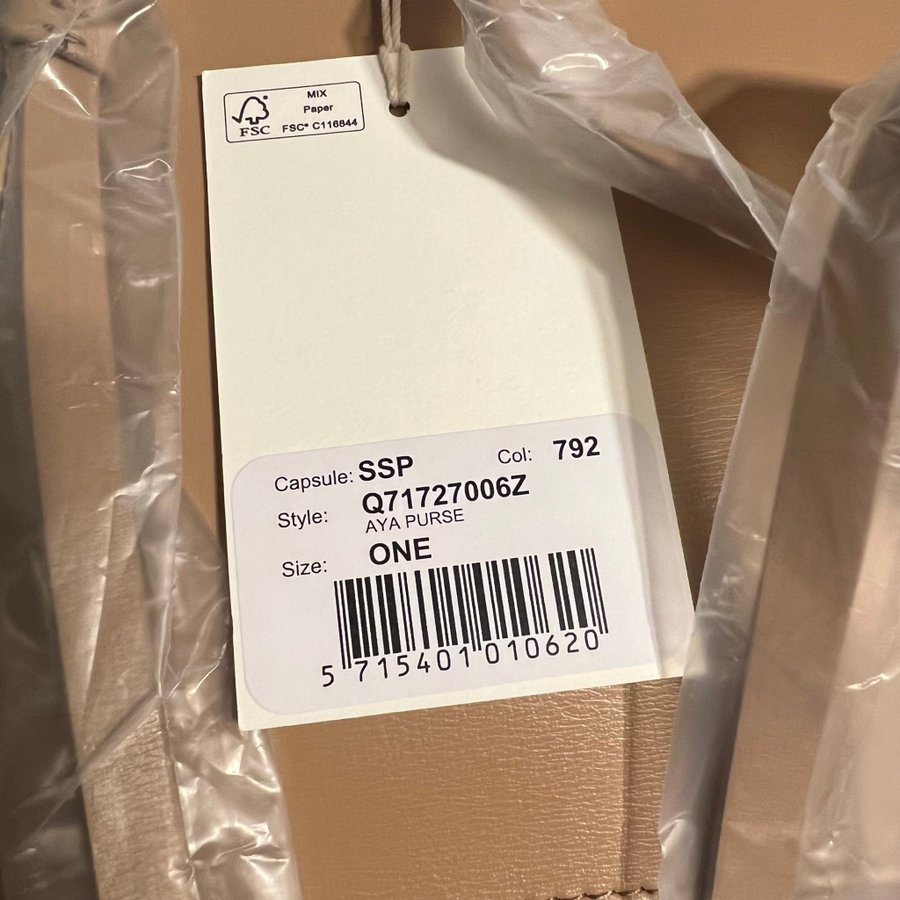 MIX
Paper
FSC
FSC® C116844
Capsule: SSP Col: 792
Style: Q71727006Z
AYA PURSE
Size: ONE
5 715401 010620